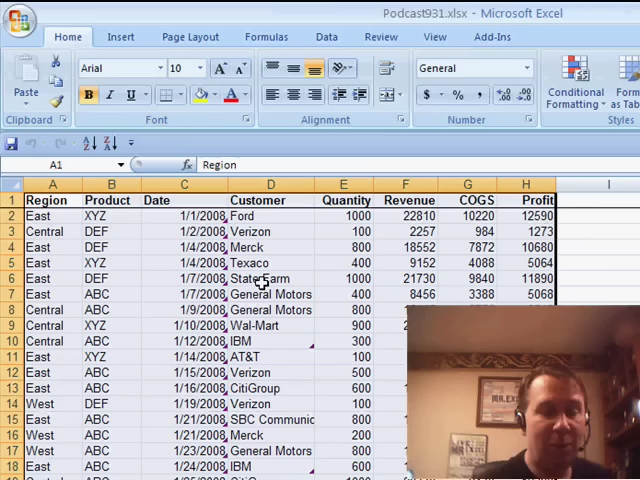 Podcast931.xlsx - Microsoft Excel
Home Insert Page Layout Formulas Data Review View Add-Ins
Paste
Arial 10
B I U
General
$ % ,
Conditional Formatting
Form as Ta
Clipboard Font Alignment Number Styles
A1 Region
A B C D E F G H I
1 Region Product Date Customer Quantity Revenue COGS Profit
2 East XYZ 1/1/2008 Ford 1000 22810 10220 12590
3 Central DEF 1/2/2008 Verizon 100 2257 984 1273
4 East DEF 1/4/2008 Merck 800 18552 7872 10680
5 East XYZ 1/4/2008 Texaco 400 9152 4088 5064
6 East DEF 1/7/2008 State Farm 1000 21730 9840 11890
7 East ABC 1/7/2008 General Motors 400 8456 3388 5068
8 Central ABC 1/9/2008 General Motors 800
9 Central XYZ 1/10/2008 Wal-Mart 900
10 Central ABC 1/12/2008 IBM 300
11 East XYZ 1/14/2008 AT&T 100
12 East ABC 1/15/2008 Verizon 500
13 East ABC 1/16/2008 CitiGroup 600
14 West DEF 1/19/2008 Verizon 100
15 East ABC 1/21/2008 SBC Communic 800
16 West ABC 1/21/2008 Merck 200
17 West ABC 1/23/2008 General Motors 800
18 East ABC 1/24/2008 IBM
MR.EXCEL